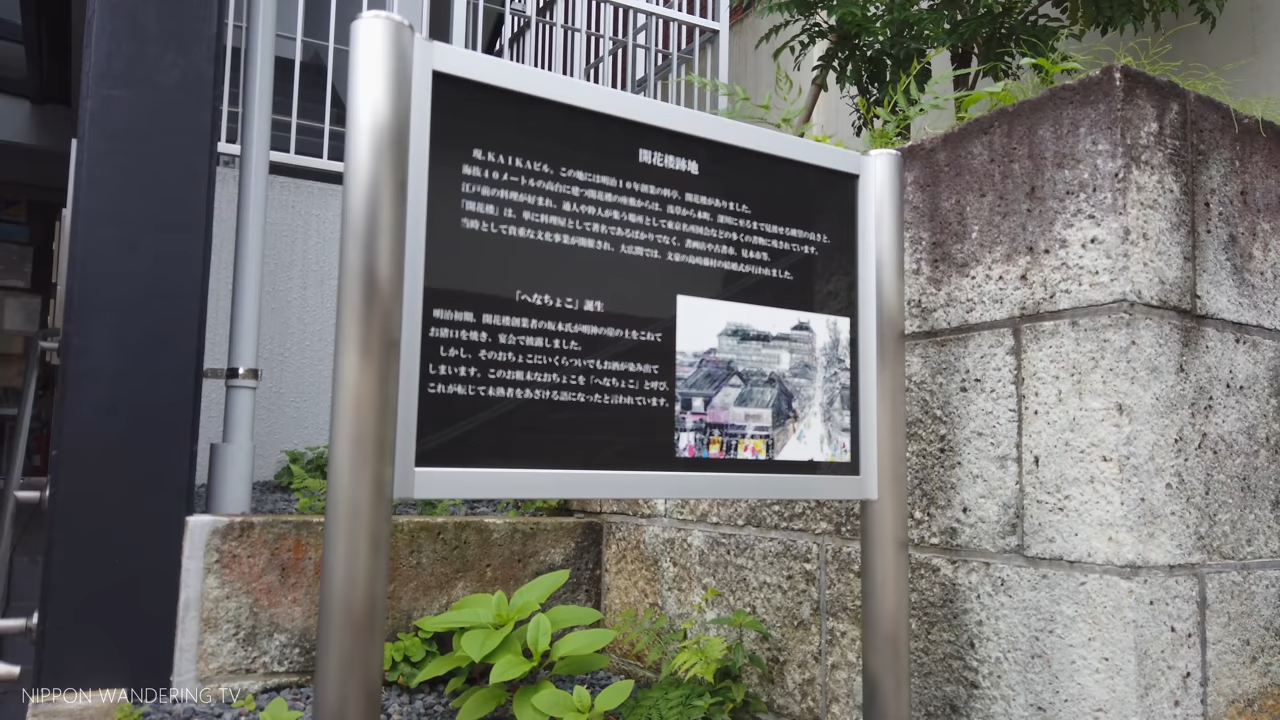 開花楼跡地
現、KAIKAビル。この地には明治10年創業の料亭、開花楼がありました。
海抜40メートルの高台に建つ開花楼の座敷からは、浅草から本町、深川に至るまで見渡せる眺望の良さと、
江戸前の料理が好まれ、通人や粋人が集う場所として東京名所図会などの多くの書物に残されています。
「開花楼」は、単に料理屋として著名であるばかりでなく、書画会や古書市、見本市等、
当時として貴重な文化事業が開催され、大広間では、文豪の島崎藤村の結婚式が行われました。
「へなちょこ」誕生
明治初期、開花楼創業者の坂本氏が明神の崖の土をこねて
お猪口を焼き、宴会で披露しました。
しかし、そのおちょこにいくらついでもお酒が染み出て
しまいます。このお粗末なおちょこを「へなちょこ」と呼び、
これが転じて未熟者をあざける語になったと言われています。
NIPPON WANDERING TV